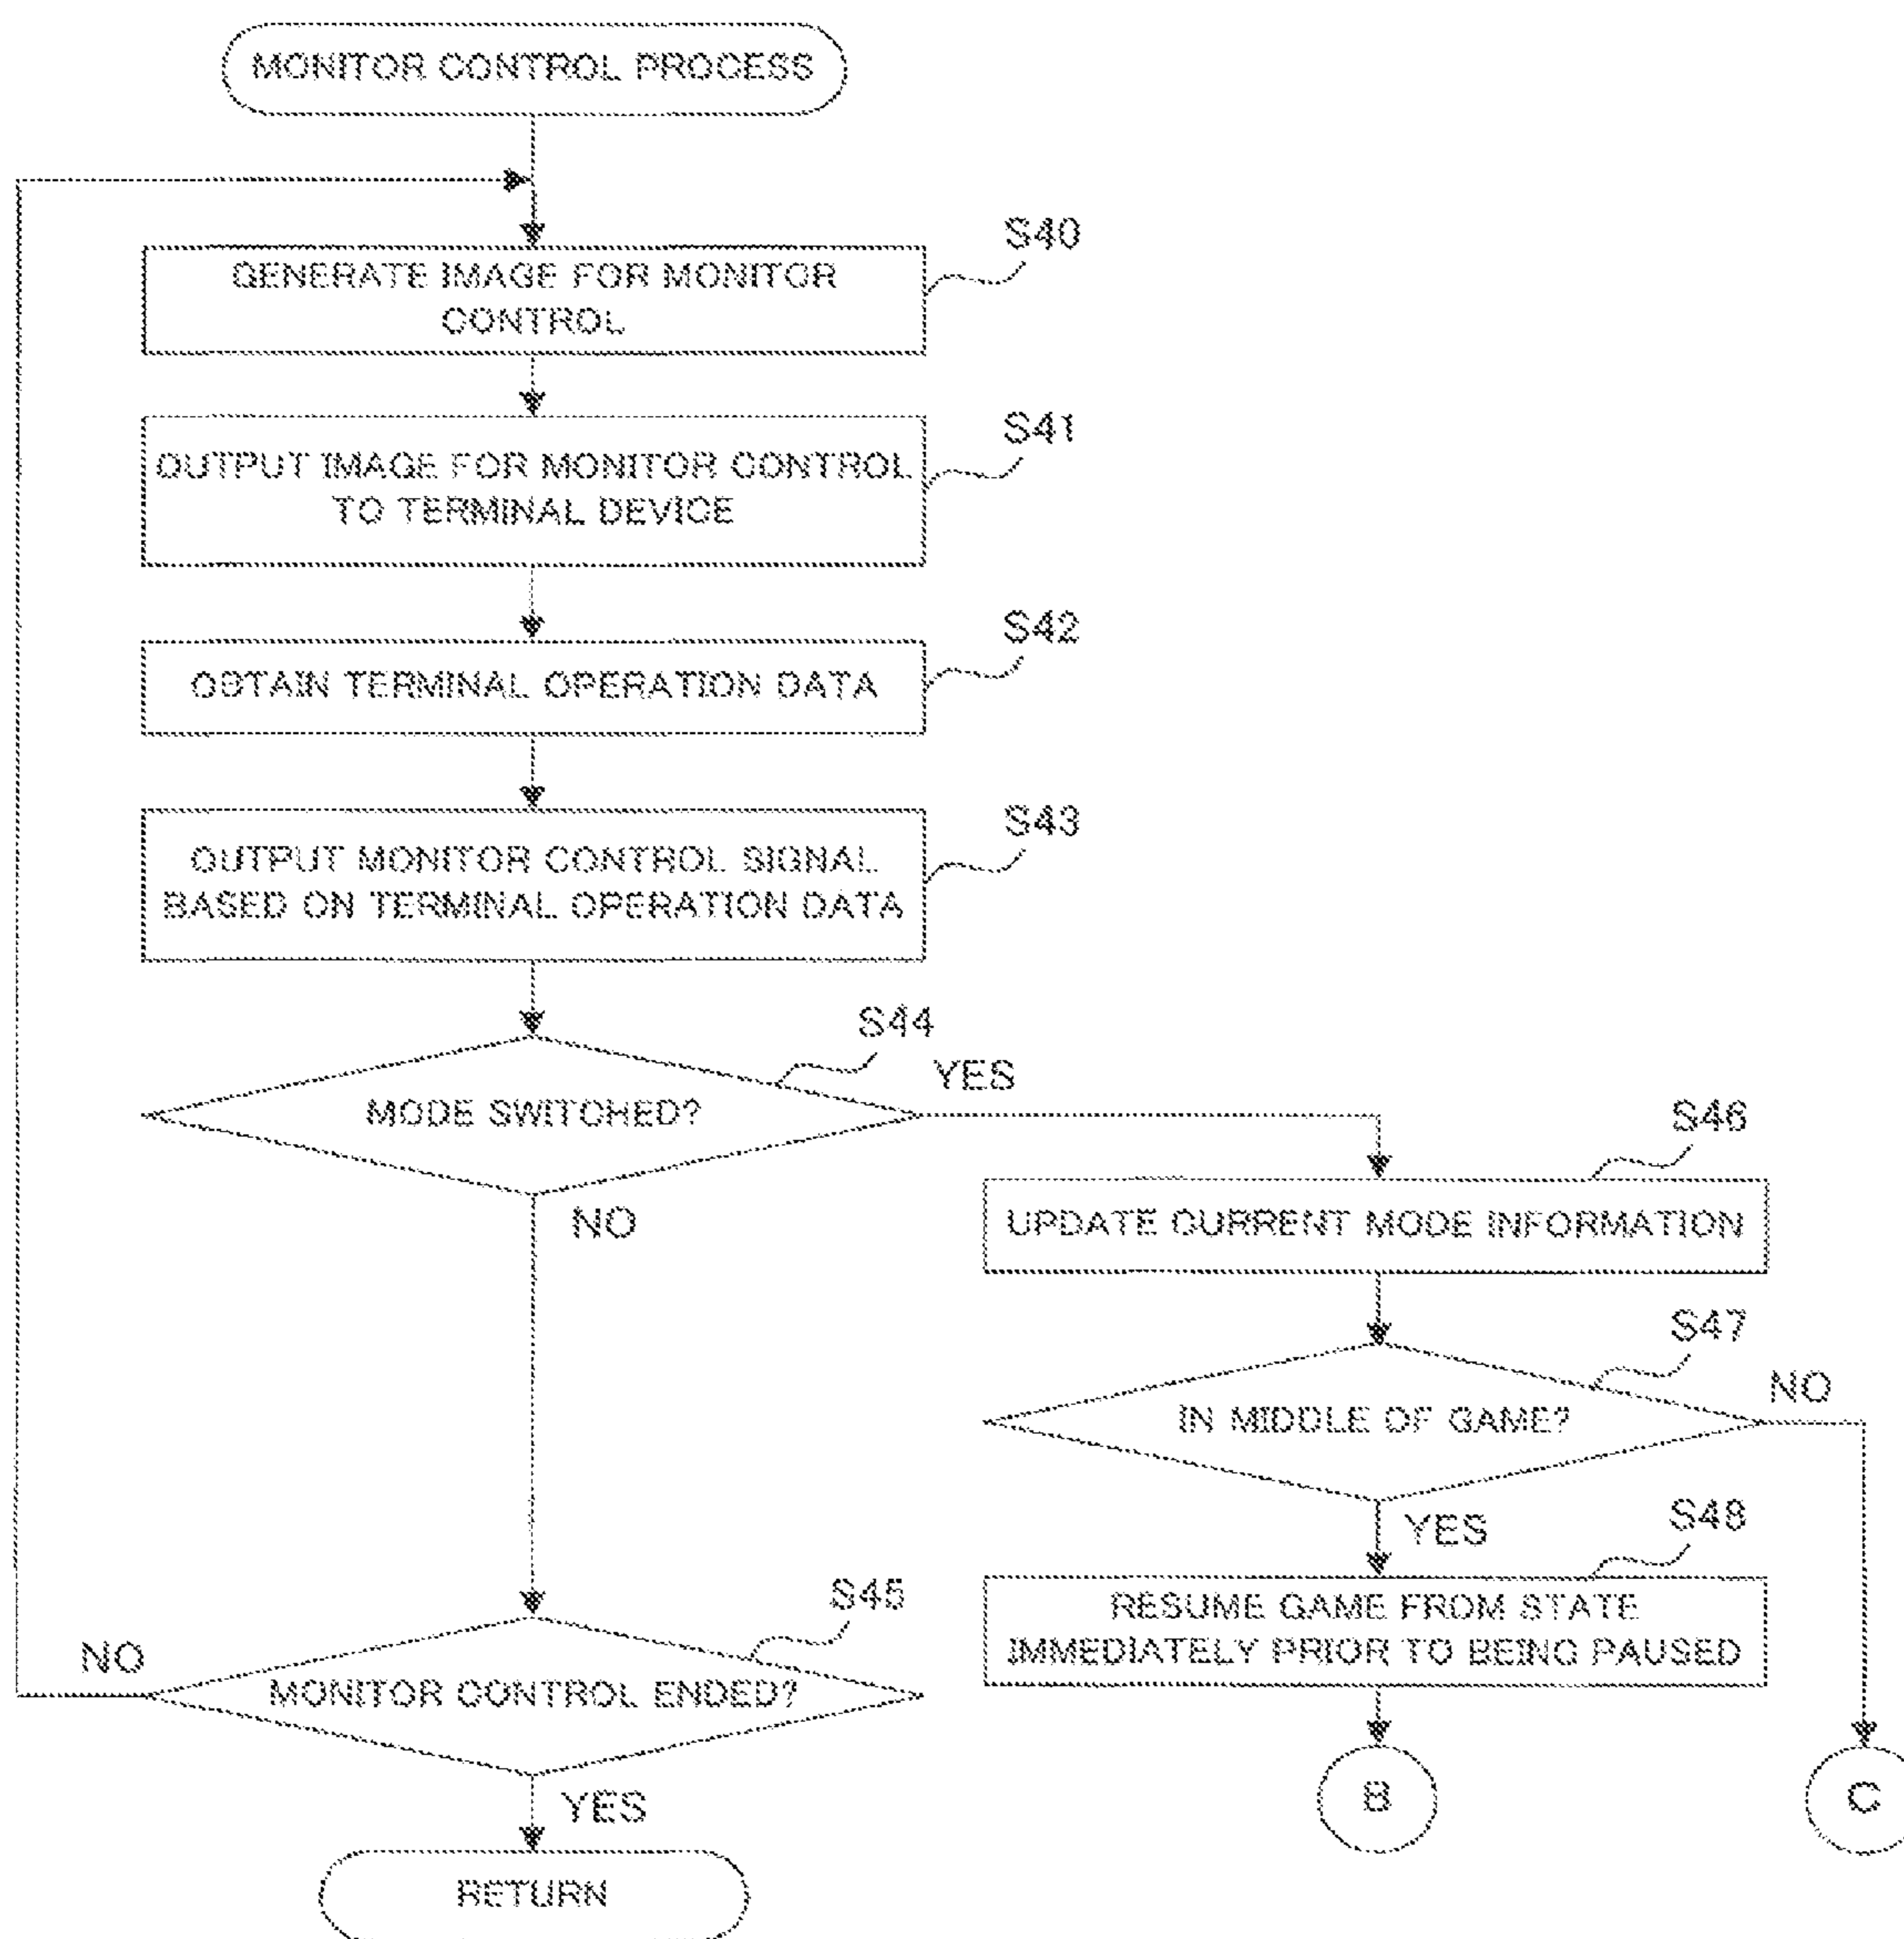 MONITOR CONTROL PROCESS
S40
GENERATE IMAGE FOR MONITOR
CONTROL
S41
OUTPUT IMAGE FOR MONITOR CONTROL
TO TERMINAL DEVICE
S42
OBTAIN TERMINAL OPERATION DATA
S43
OUTPUT MONITOR CONTROL SIGNAL
BASED ON TERMINAL OPERATION DATA
S44
YES
MODE SWITCHED?
NO
S46
UPDATE CURRENT MODE INFORMATION
S47
NO
IN MIDDLE OF GAME?
YES
S48
RESUME GAME FROM STATE
IMMEDIATELY PRIOR TO BEING PAUSED
S45
NO
MONITOR CONTROL ENDED?
YES
B
C
RETURN